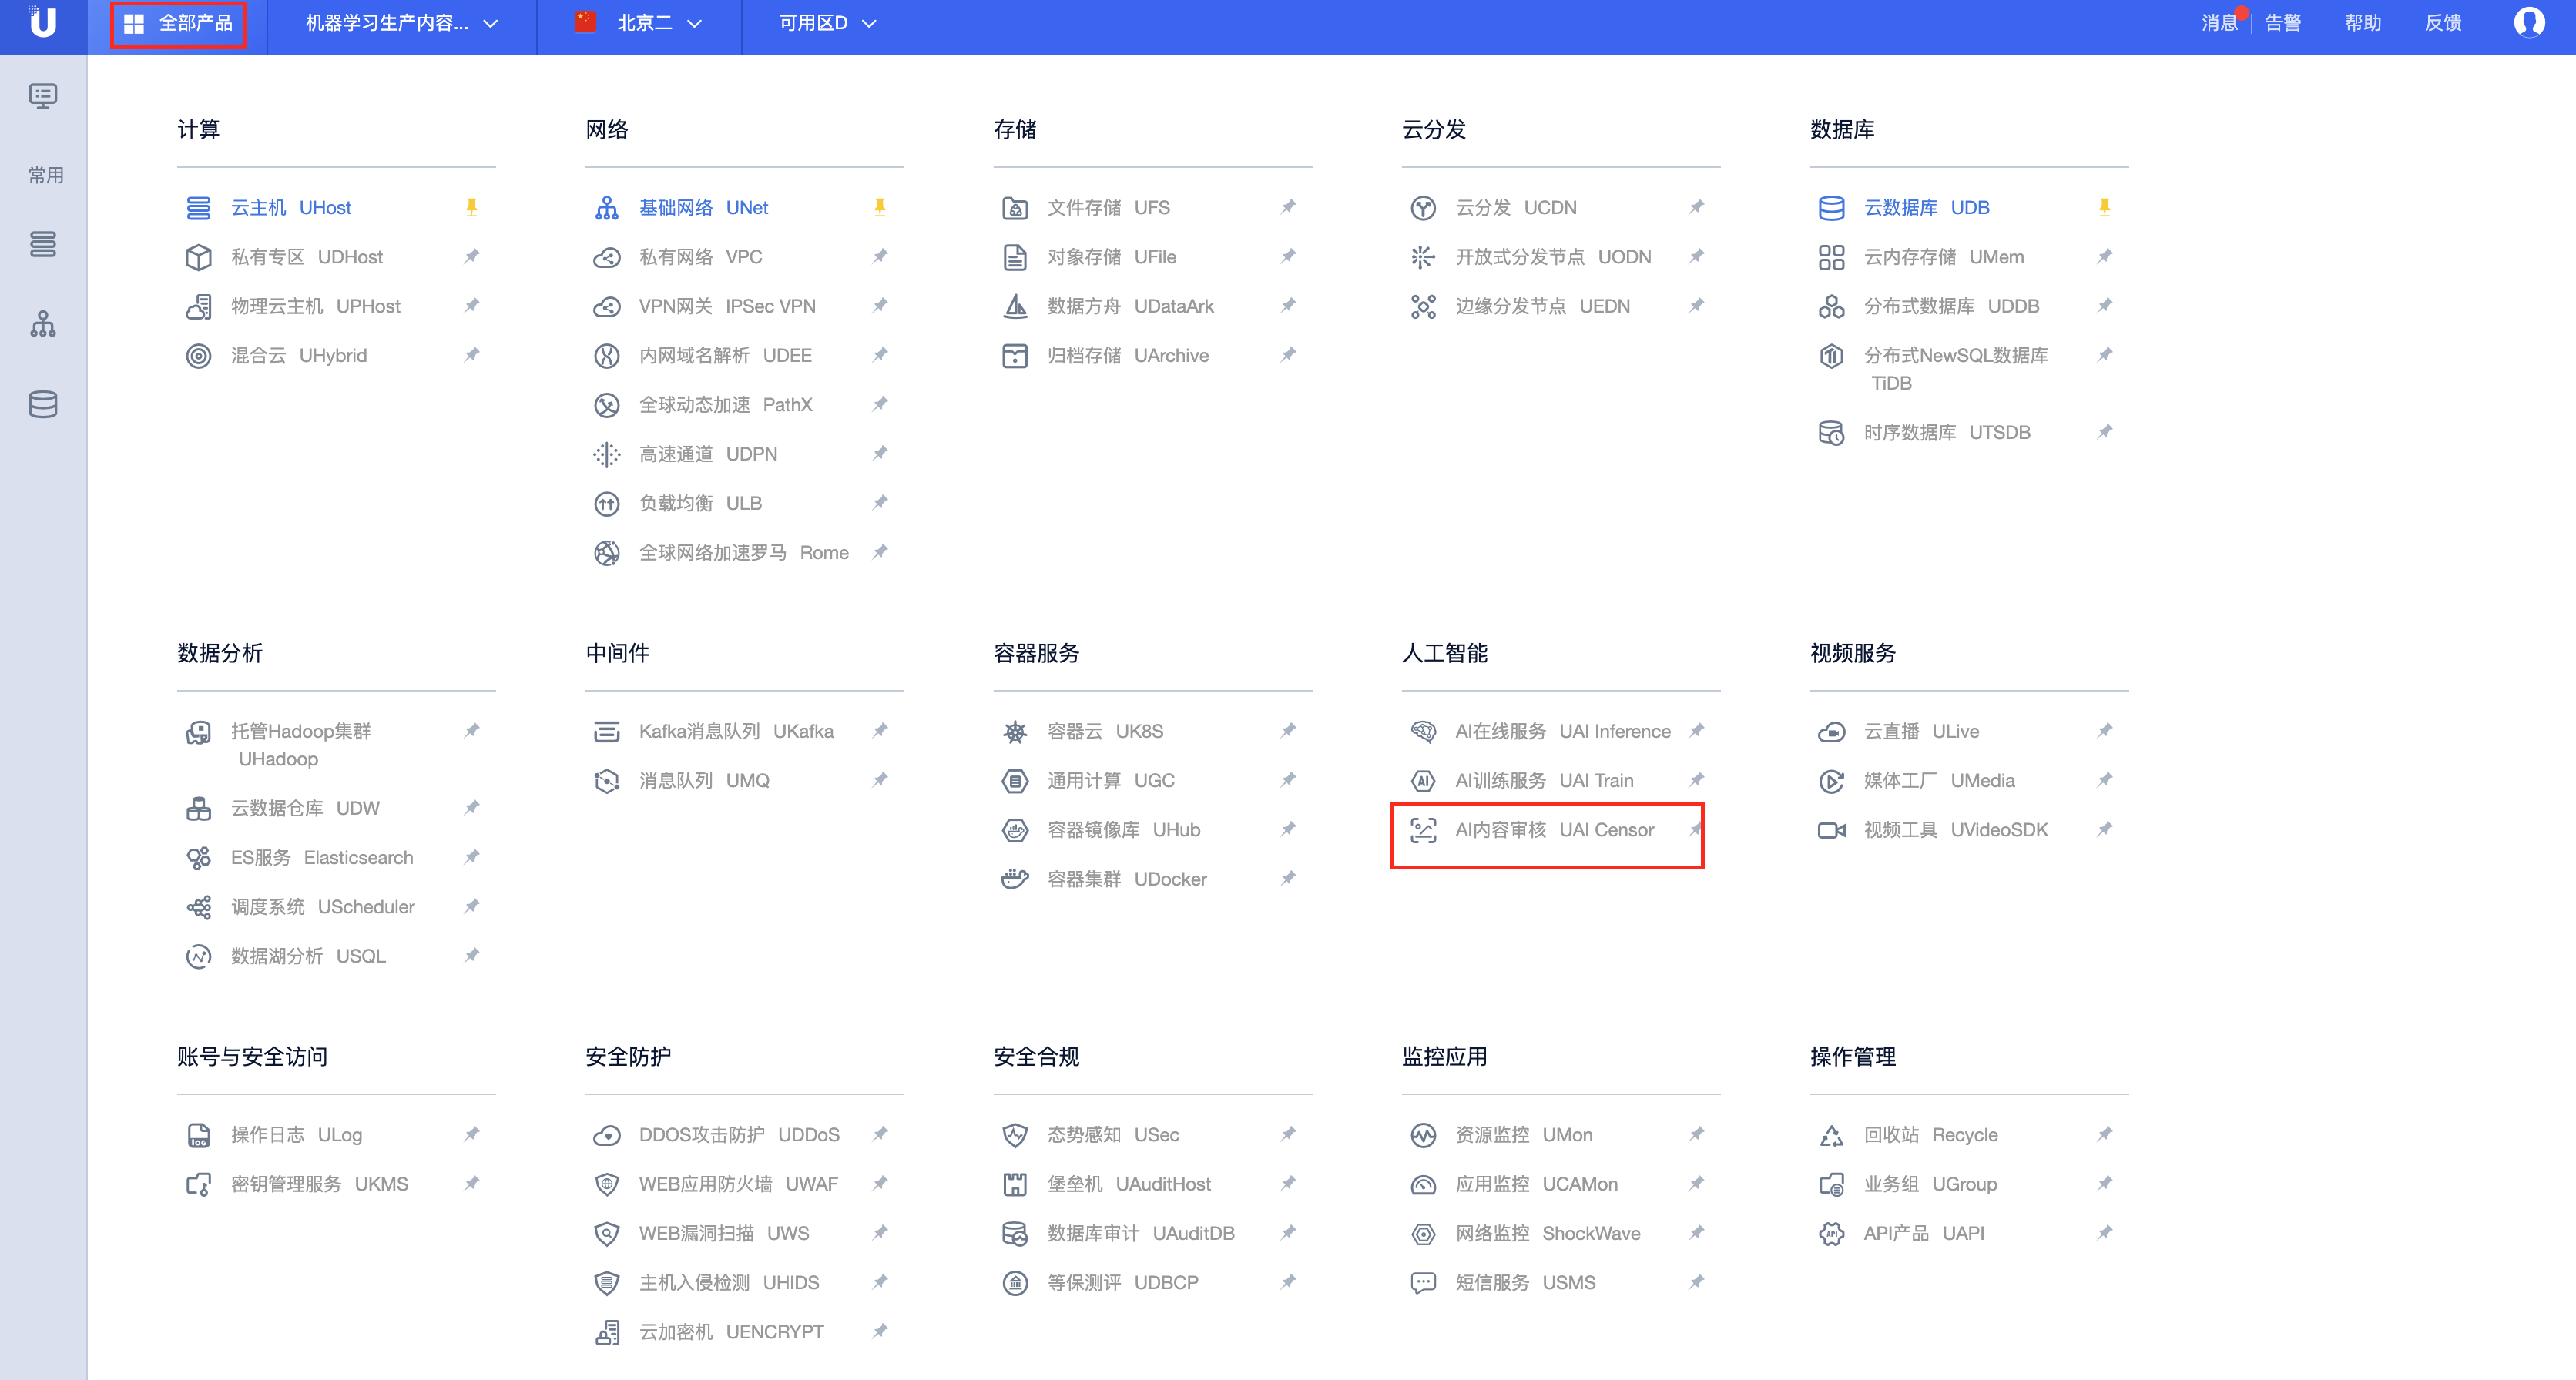 U
全部产品
机器学习生产内容...
北京二
可用区D
消息
告警
帮助
反馈
常用
计算
云主机 UHost
私有专区 UDHost
物理云主机 UPHost
混合云 UHybrid
网络
基础网络 UNet
私有网络 VPC
VPN网关 IPSec VPN
内网域名解析 UDEE
全球动态加速 PathX
高速通道 UDPN
负载均衡 ULB
全球网络加速罗马 Rome
存储
文件存储 UFS
对象存储 UFile
数据方舟 UDataArk
归档存储 UArchive
云分发
云分发 UCDN
开放式分发节点 UODN
边缘分发节点 UEDN
数据库
云数据库 UDB
云内存存储 UMem
分布式数据库 UDDB
分布式NewSQL数据库
TiDB
时序数据库 UTSDB
数据分析
托管Hadoop集群
UHadoop
云数据仓库 UDW
ES服务 Elasticsearch
调度系统 UScheduler
数据湖分析 USQL
中间件
Kafka消息队列 UKafka
消息队列 UMQ
容器服务
容器云 UK8S
通用计算 UGC
容器镜像库 UHub
容器集群 UDocker
人工智能
AI在线服务 UAI Inference
AI训练服务 UAI Train
AI内容审核 UAI Censor
视频服务
云直播 ULive
媒体工厂 UMedia
视频工具 UVideoSDK
账号与安全访问
操作日志 ULog
密钥管理服务 UKMS
安全防护
DDOS攻击防护 UDDoS
WEB应用防火墙 UWAF
WEB漏洞扫描 UWS
主机入侵检测 UHIDS
云加密机 UENCRYPT
安全合规
态势感知 USec
堡垒机 UAuditHost
数据库审计 UAuditDB
等保测评 UDBCP
监控应用
资源监控 UMon
应用监控 UCAMon
网络监控 ShockWave
短信服务 USMS
操作管理
回收站 Recycle
业务组 UGroup
API产品 UAPI